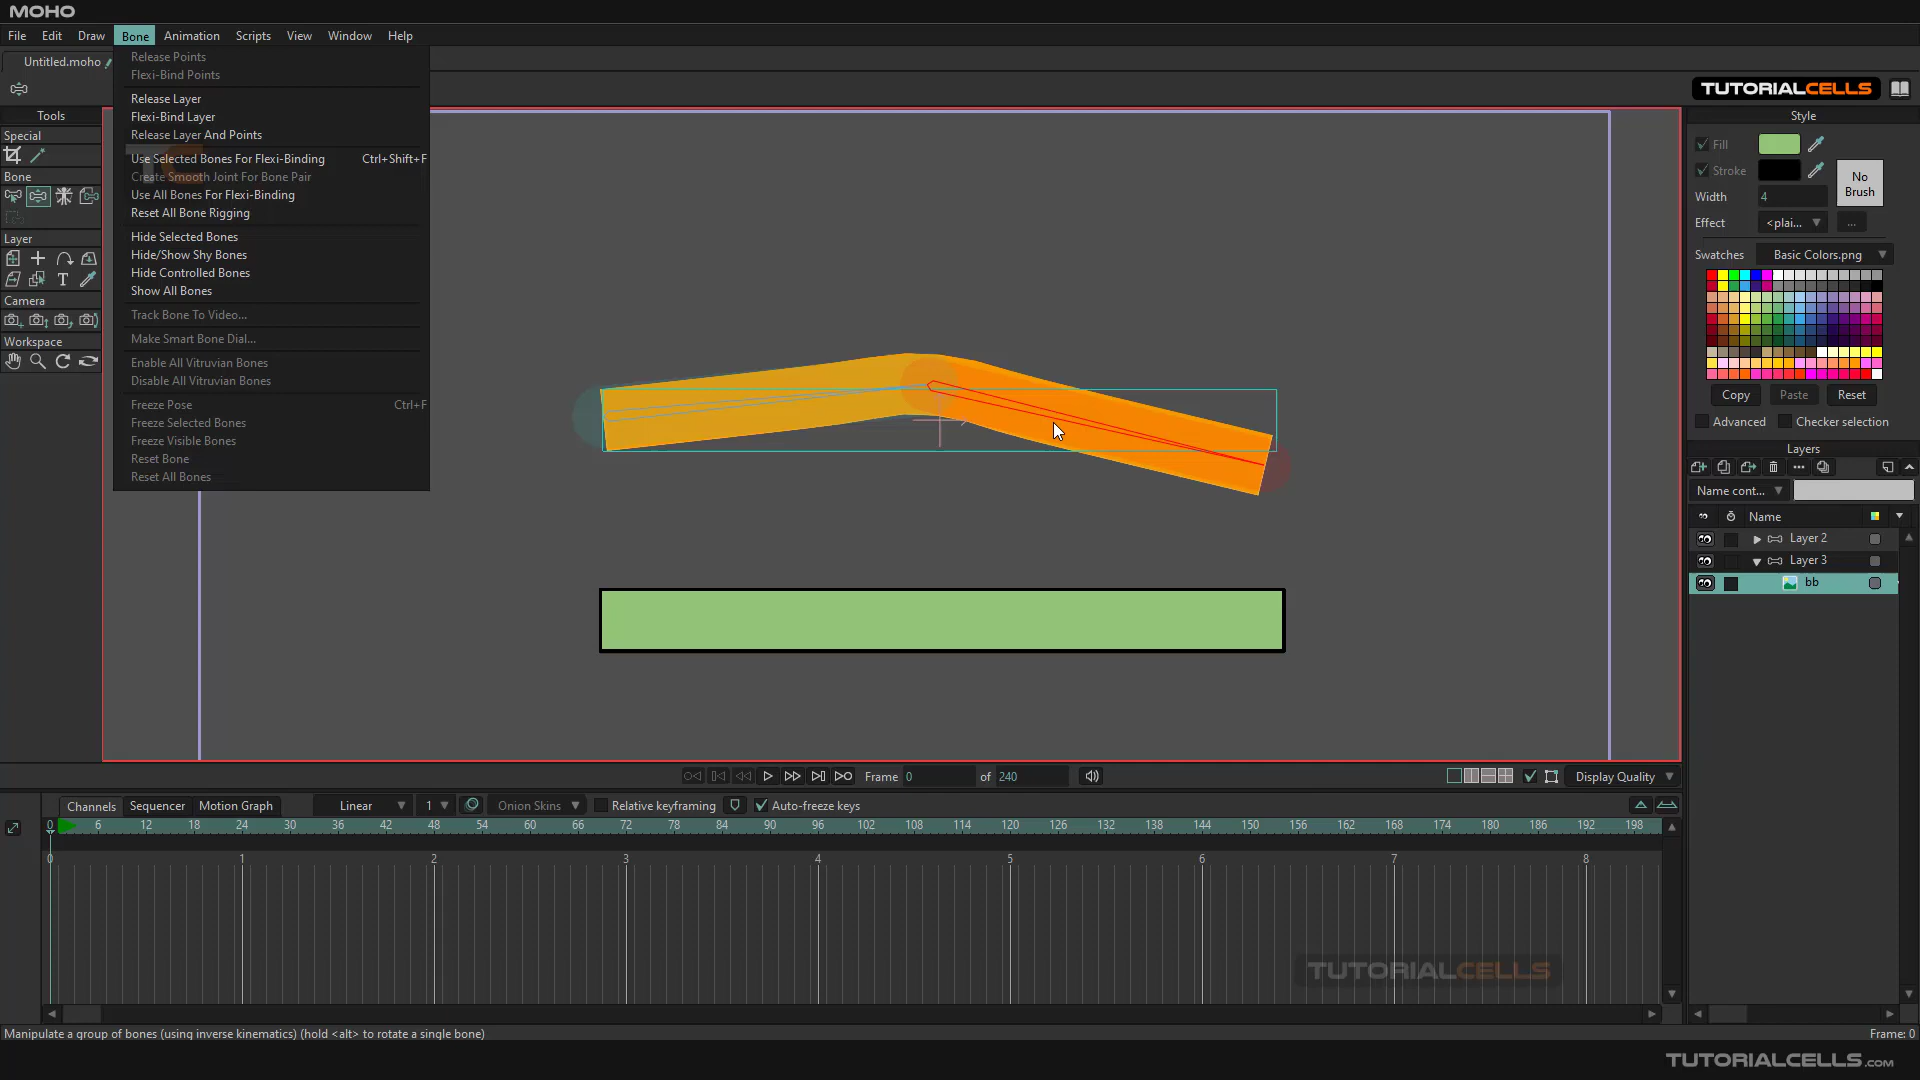 MOHO
File Edit Draw Bone Animation Scripts View Window Help
Untitled.moho
Release Points
Flexi-Bind Points
Release Layer
Flexi-Bind Layer
Release Layer And Points
Use Selected Bones For Flexi-Binding Ctrl+Shift+F
Create Smooth Joint For Bone Pair
Use All Bones For Flexi-Binding
Reset All Bone Rigging
Hide Selected Bones
Hide/Show Shy Bones
Hide Controlled Bones
Show All Bones
Track Bone To Video...
Make Smart Bone Dial...
Enable All Vitruvian Bones
Disable All Vitruvian Bones
Freeze Pose Ctrl+F
Freeze Selected Bones
Freeze Visible Bones
Reset Bone
Reset All Bones
Tools
Special
Bone
Layer
Camera
Workspace
TUTORIALCELLS
Style
Fill
Stroke
No Brush
Width 4
Effect <plai... ...
Swatches Basic Colors.png
Copy Paste Reset
Advanced Checker selection
Layers
Name cont...
Name
Layer 2
Layer 3
bb
Frame 0 of 240 Display Quality
Channels Sequencer Motion Graph Linear 1 Onion Skins Relative keyframing Auto-freeze keys
0 6 12 18 24 30 36 42 48 54 60 66 72 78 84 90 96 102 108 114 120 126 132 138 144 150 156 162 168 174 180 186 192 198
0 1 2 3 4 5 6 7 8
TUTORIALCELLS
Manipulate a group of bones (using inverse kinematics) (hold <alt> to rotate a single bone) Frame: 0
TUTORIALCELLS.COM